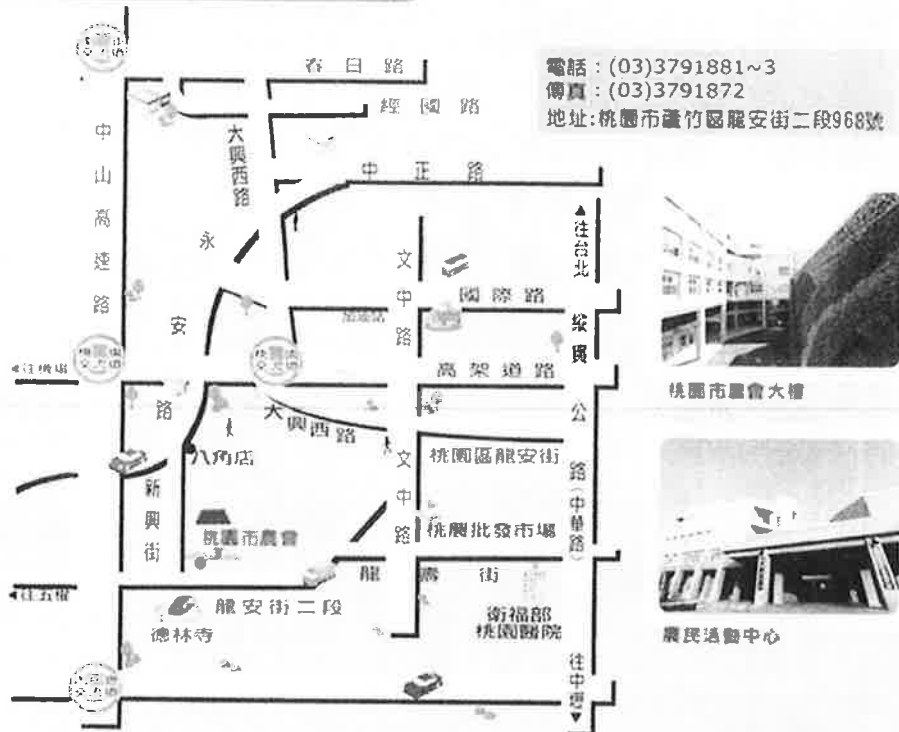 電話：(03)3791881~3
傳真：(03)3791872
地址:桃園市蘆竹區龍安街二段968號
春日路
經國路
大興西路
中正路
中山高速路
▲往台北
永安路
文中路
國際路
縱貫公路(中華路)
◀往機場
高架道路
桃園市農會大樓
大興西路
八角店
文中路
桃園區龍安街
新興街
桃園市農會
桃農批發市場
龍壽街
◀往五權
龍安街二段
德林寺
衛福部
桃園醫院
農民活動中心
往中壢▼